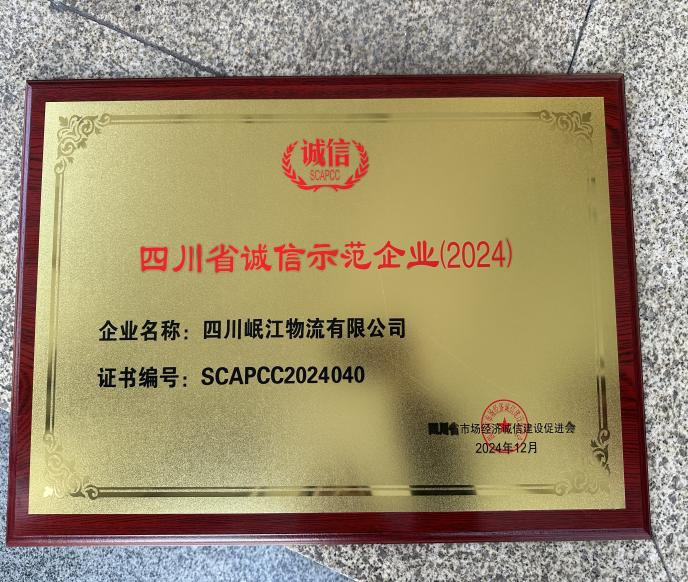 诚信
SCAPCC
四川省诚信示范企业(2024)
企业名称：四川岷江物流有限公司
证书编号：SCAPCC2024040
四川省市场经济诚信建设促进会
2024年12月